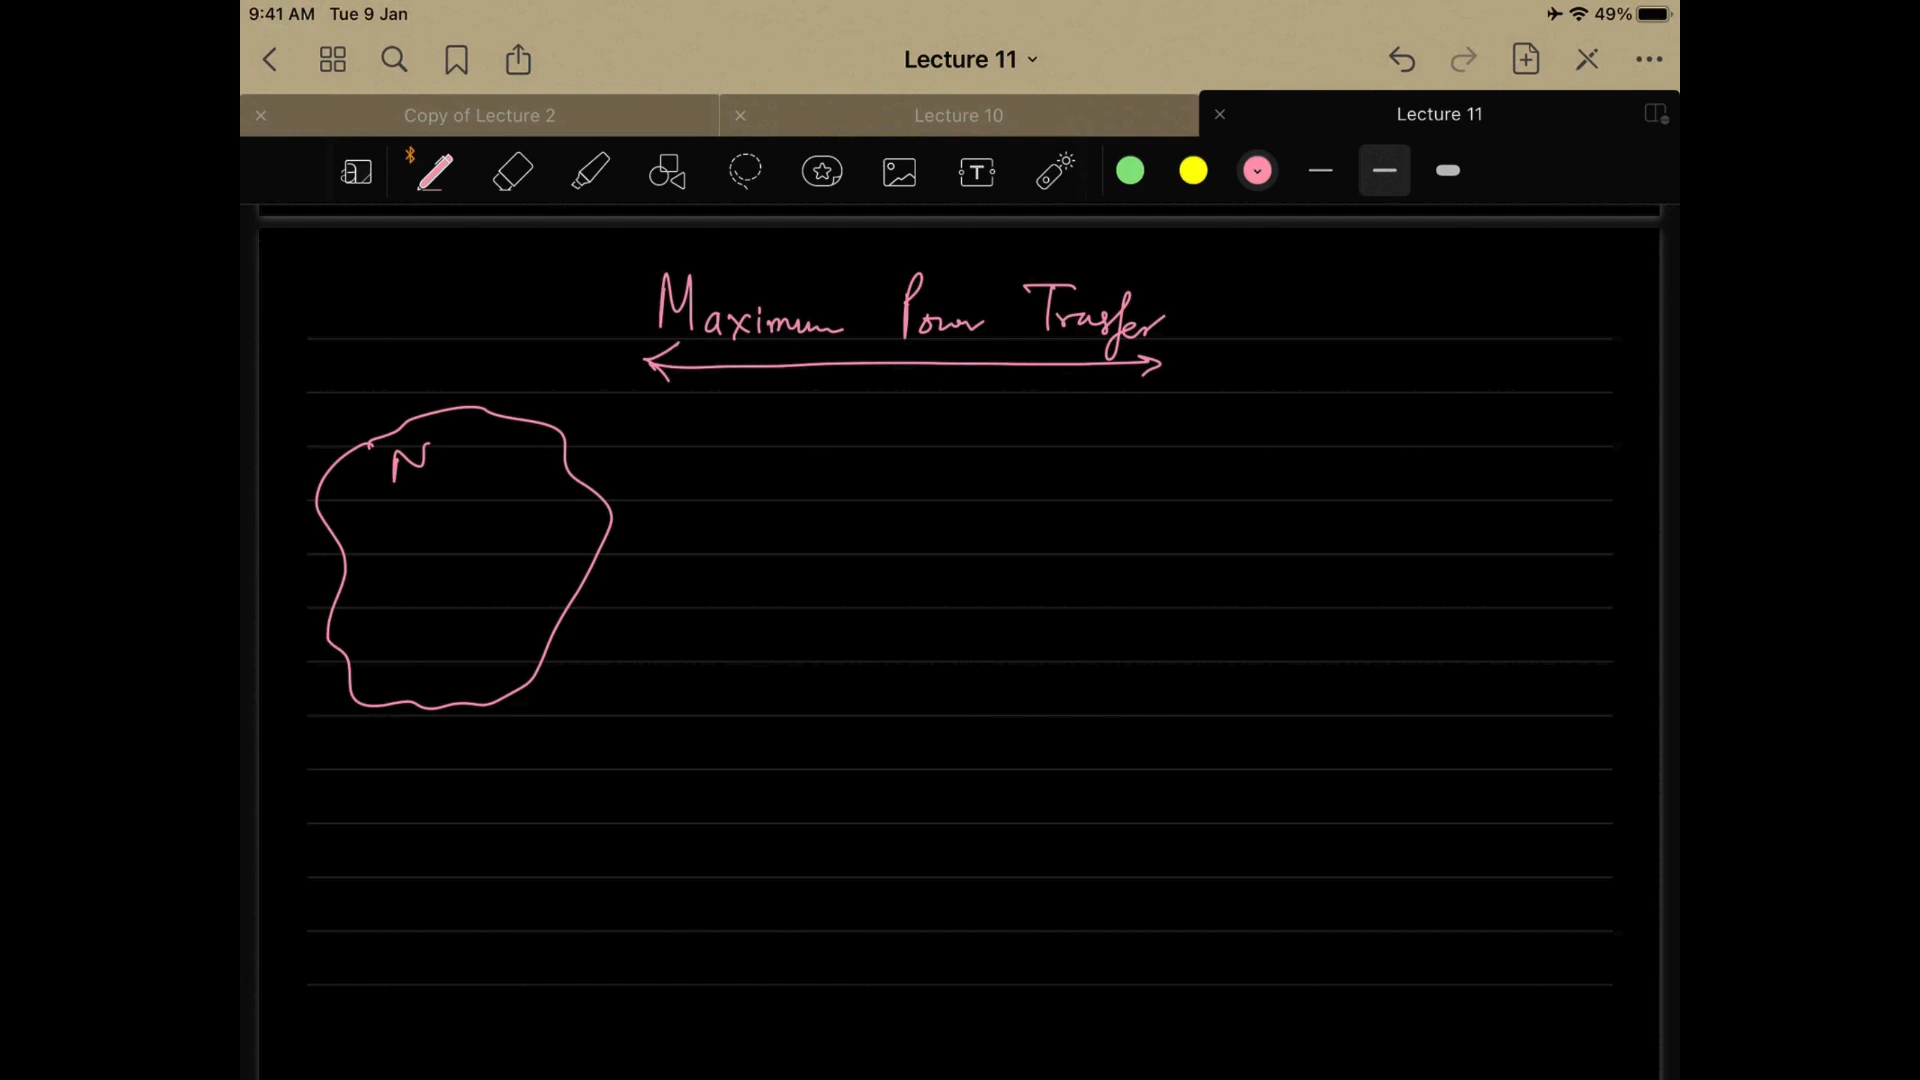 9:41 AM Tue 9 Jan 49%
Lecture 11
Copy of Lecture 2 Lecture 10 Lecture 11
T
Maximum Power Trasfer
N